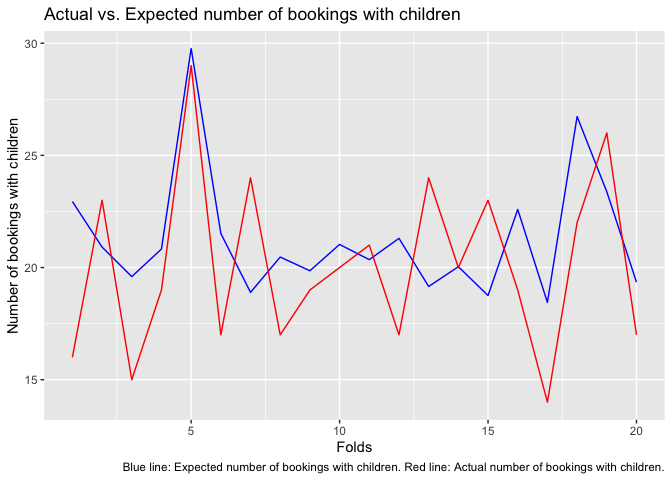 Actual vs. Expected number of bookings with children
Number of bookings with children
30
25
20
15
5
10
15
20
Folds
Blue line: Expected number of bookings with children. Red line: Actual number of bookings with children.